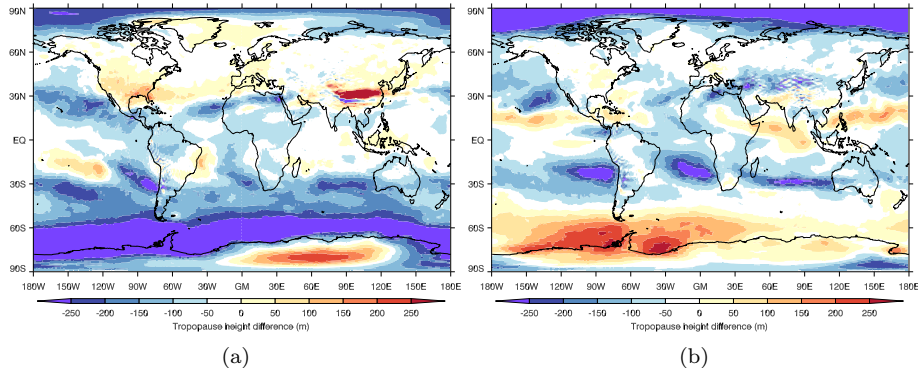 90N
60N
30N
EQ
30S
60S
90S
180W 150W 120W 90W 60W 30W GM 30E 60E 90E 120E 150E 180E
-250 -200 -150 -100 -50 0 50 100 150 200 250
Tropopause height difference (m)
(a)
90N
60N
30N
EQ
30S
60S
90S
180W 150W 120W 90W 60W 30W GM 30E 60E 90E 120E 150E 180E
-250 -200 -150 -100 -50 0 50 100 150 200 250
Tropopause height difference (m)
(b)